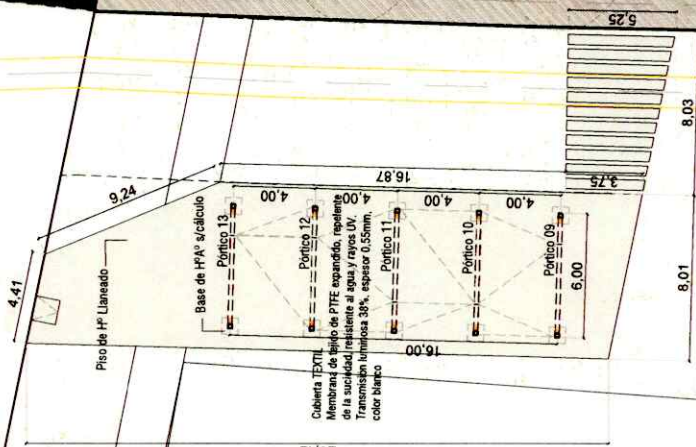 5,25
8,03
3,75
16,87
9,24
4,41
Piso de Hº Llaneado
Base de HºAº s/cálculo
Pórtico 13
4,00
Pórtico 12
4,00
Pórtico 11
4,00
Pórtico 10
4,00
Pórtico 09
6,00
16,00
8,01
Cubierta TEXTIL
Membrana de tejido de PTFE expandido, repelente
de la suciedad, resistente al agua y rayos UV.
Transmisión luminosa 38%, espesor 0,55mm,
color blanco